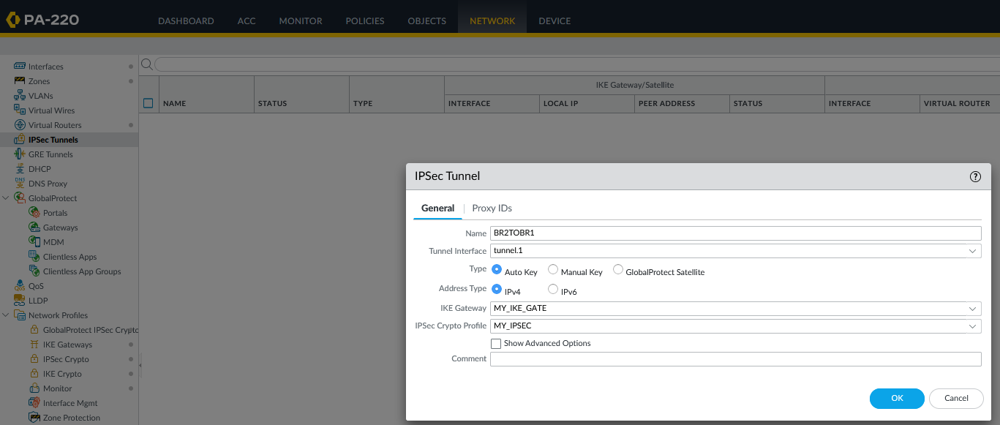 PA-220
DASHBOARD ACC MONITOR POLICIES OBJECTS NETWORK DEVICE
Interfaces
Zones
VLANs
Virtual Wires
Virtual Routers
IPSec Tunnels
GRE Tunnels
DHCP
DNS Proxy
GlobalProtect
Portals
Gateways
MDM
Clientless Apps
Clientless App Groups
QoS
LLDP
Network Profiles
GlobalProtect IPSec Crypto
IKE Gateways
IPSec Crypto
IKE Crypto
Monitor
Interface Mgmt
Zone Protection
IKE Gateway/Satellite
NAME STATUS TYPE INTERFACE LOCAL IP PEER ADDRESS STATUS INTERFACE VIRTUAL ROUTER
IPSec Tunnel ?
General | Proxy IDs
Name BR2TOBR1
Tunnel Interface tunnel.1
Type Auto Key Manual Key GlobalProtect Satellite
Address Type IPv4 IPv6
IKE Gateway MY_IKE_GATE
IPSec Crypto Profile MY_IPSEC
Show Advanced Options
Comment
OK Cancel